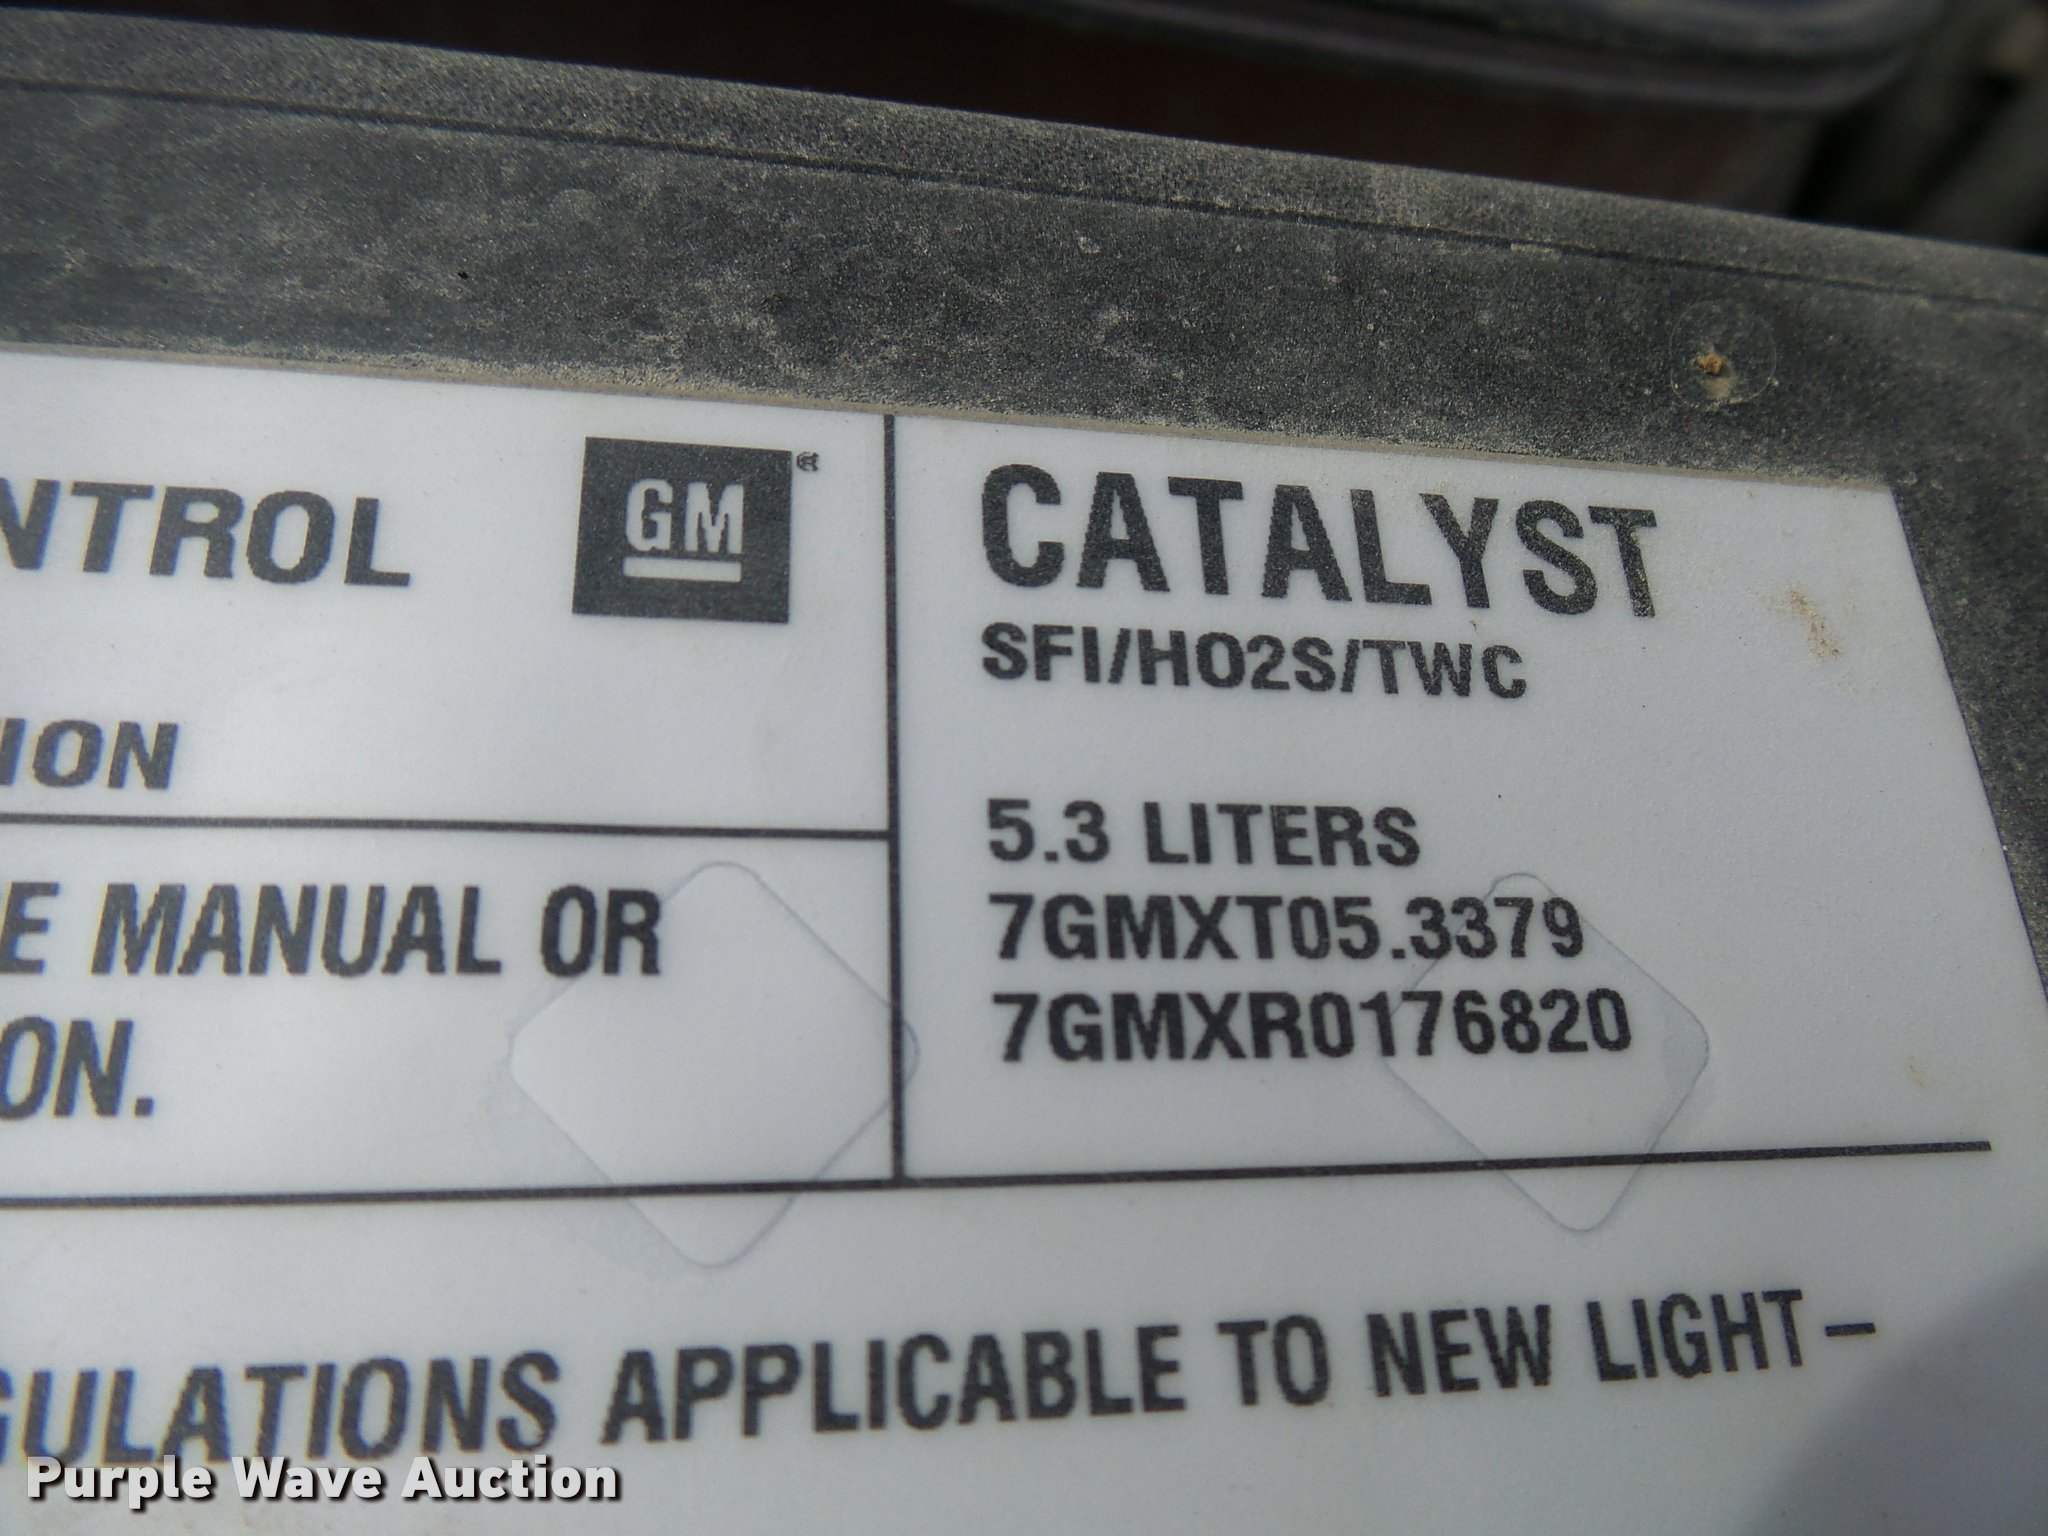 NTROL
GM®
ION
E MANUAL OR
ON.
CATALYST
SFI/HO2S/TWC
5.3 LITERS
7GMXT05.3379
7GMXR0176820
GULATIONS APPLICABLE TO NEW LIGHT–
Purple Wave Auction